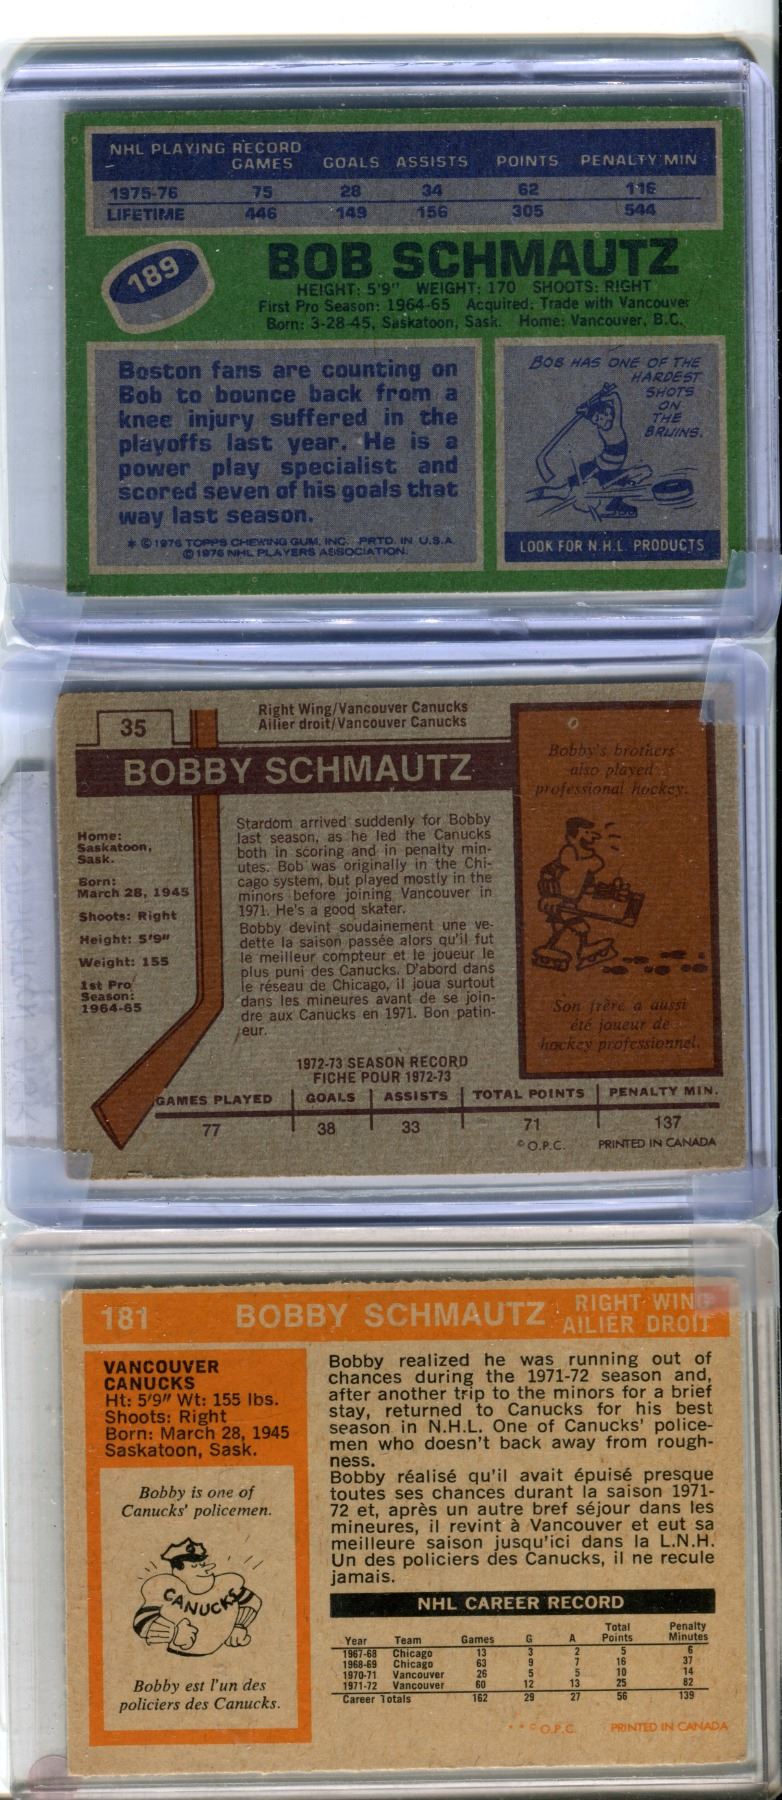 NHL PLAYING RECORD
GAMES GOALS ASSISTS POINTS PENALTY MIN
1975-76 75 28 34 62 116
LIFETIME 446 149 156 305 544
189
BOB SCHMAUTZ
HEIGHT: 5'9" WEIGHT: 170 SHOOTS: RIGHT
First Pro Season: 1964-65 Acquired: Trade with Vancouver
Born: 3-28-45, Saskatoon, Sask. Home: Vancouver, B.C.
Boston fans are counting on
Bob to bounce back from a
knee injury suffered in the
playoffs last year. He is a
power play specialist and
scored seven of his goals that
way last season.
* © 1976 TOPPS CHEWING GUM, INC. PRTD. IN U.S.A.
© 1976 NHL PLAYERS ASSOCIATION.
BOB HAS ONE OF THE
HARDEST
SHOTS
ON
THE
BRUINS.
LOOK FOR N.H.L. PRODUCTS
35
Right Wing/Vancouver Canucks
Ailier droit/Vancouver Canucks
BOBBY SCHMAUTZ
Home:
Saskatoon,
Sask.
Born:
March 28, 1945
Shoots: Right
Height: 5'9"
Weight: 155
1st Pro
Season:
1964-65
Stardom arrived suddenly for Bobby
last season, as he led the Canucks
both in scoring and in penalty min-
utes. Bob was originally in the Chi-
cago system, but played mostly in the
minors before joining Vancouver in
1971. He's a good skater.
Bobby devint soudainement une ve-
dette la saison passée alors qu'il fut
le meilleur compteur et le joueur le
plus puni des Canucks. D'abord dans
le réseau de Chicago, il joua surtout
dans les mineures avant de se join-
dre aux Canucks en 1971. Bon patin-
eur.
Bobby's brothers
also played
professional hockey.
Son frère a aussi
été joueur de
hockey professionnel.
1972-73 SEASON RECORD
FICHE POUR 1972-73
GAMES PLAYED GOALS ASSISTS TOTAL POINTS PENALTY MIN.
77 38 33 71 137
© O.P.C. PRINTED IN CANADA
181 BOBBY SCHMAUTZ RIGHT WING
AILIER DROIT
VANCOUVER
CANUCKS
Ht: 5'9" Wt: 155 lbs.
Shoots: Right
Born: March 28, 1945
Saskatoon, Sask.
Bobby is one of
Canucks' policemen.
CANUCKS
Bobby est l'un des
policiers des Canucks.
Bobby realized he was running out of
chances during the 1971-72 season and,
after another trip to the minors for a brief
stay, returned to Canucks for his best
season in N.H.L. One of Canucks' police-
men who doesn't back away from rough-
ness.
Bobby réalisé qu'il avait épuisé presque
toutes ses chances durant la saison 1971-
72 et, après un autre bref séjour dans les
mineures, il revint à Vancouver et eut sa
meilleure saison jusqu'ici dans la L.N.H.
Un des policiers des Canucks, il ne recule
jamais.
NHL CAREER RECORD
Year Team Games G A Total Points Penalty Minutes
1967-68 Chicago 13 3 2 5 6
1968-69 Chicago 63 9 7 16 37
1970-71 Vancouver 26 5 5 10 14
1971-72 Vancouver 60 12 13 25 82
Career Totals 162 29 27 56 139
* * © O.P.C. PRINTED IN CANADA